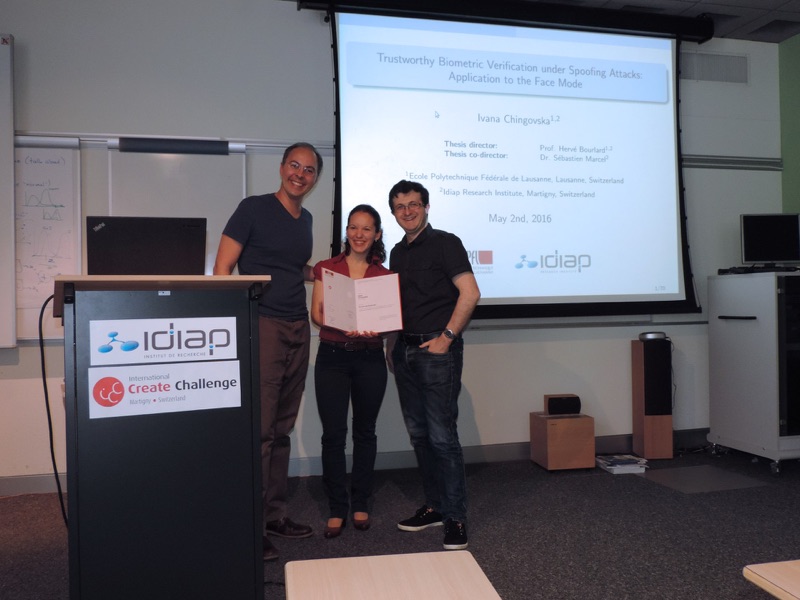 Trustworthy Biometric Verification under Spoofing Attacks:
Application to the Face Mode
Ivana Chingovska1,2
Thesis director: Prof. Hervé Bourlard1,2
Thesis co-director: Dr. Sébastien Marcel2
1Ecole Polytechnique Fédérale de Lausanne, Lausanne, Switzerland
2Idiap Research Institute, Martigny, Switzerland
May 2nd, 2016
idiap
idiap
INSTITUT DE RECHERCHE
International
Create Challenge
Martigny • Switzerland